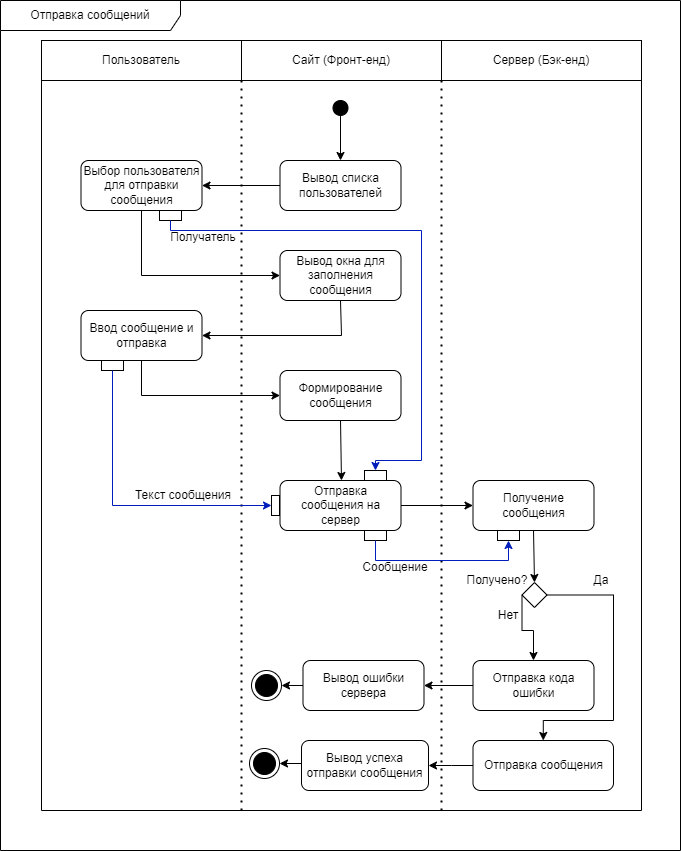 Отправка сообщений
Пользователь
Сайт (Фронт-енд)
Сервер (Бэк-енд)
Выбор пользователя
для отправки
сообщения
Вывод списка
пользователей
Получатель
Вывод окна для
заполнения
сообщения
Ввод сообщение и
отправка
Формирование
сообщения
Текст сообщения
Отправка
сообщения на
сервер
Получение
сообщения
Сообщение
Получено?
Да
Нет
Вывод ошибки
сервера
Отправка кода
ошибки
Вывод успеха
отправки сообщения
Отправка сообщения